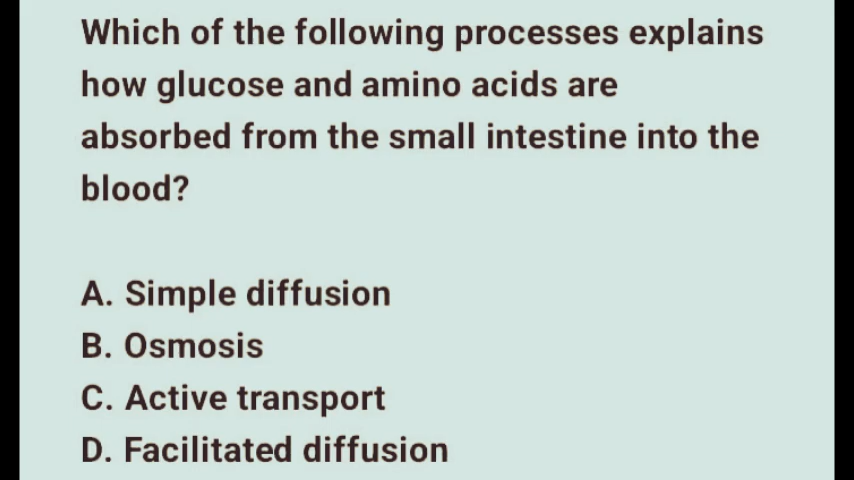 Which of the following processes explains
how glucose and amino acids are
absorbed from the small intestine into the
blood?
A. Simple diffusion
B. Osmosis
C. Active transport
D. Facilitated diffusion